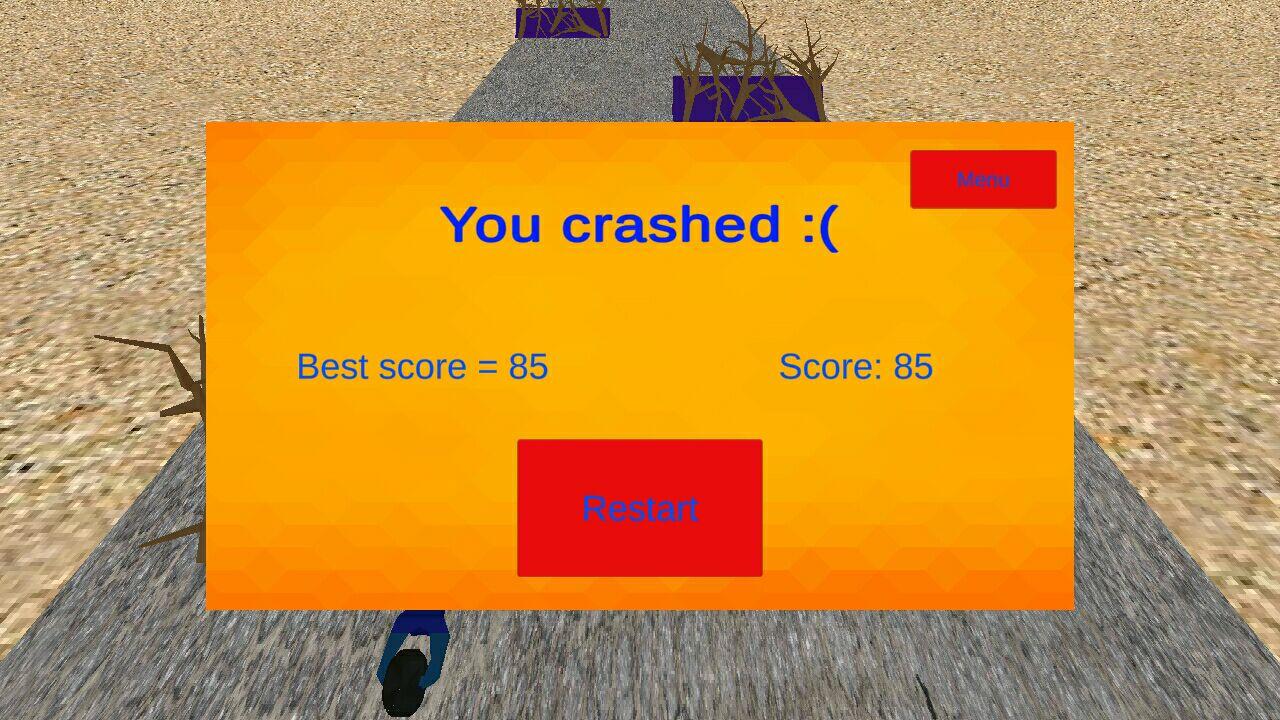 Menu
You crashed :(
Best score = 85
Score: 85
Restart